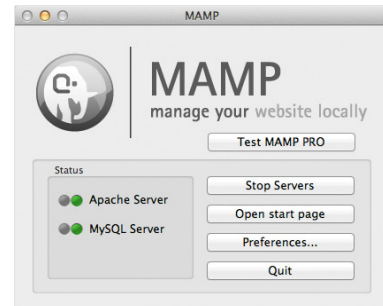 MAMP
MAMP
manage your website locally
Test MAMP PRO
Status
Apache Server
MySQL Server
Stop Servers
Open start page
Preferences...
Quit